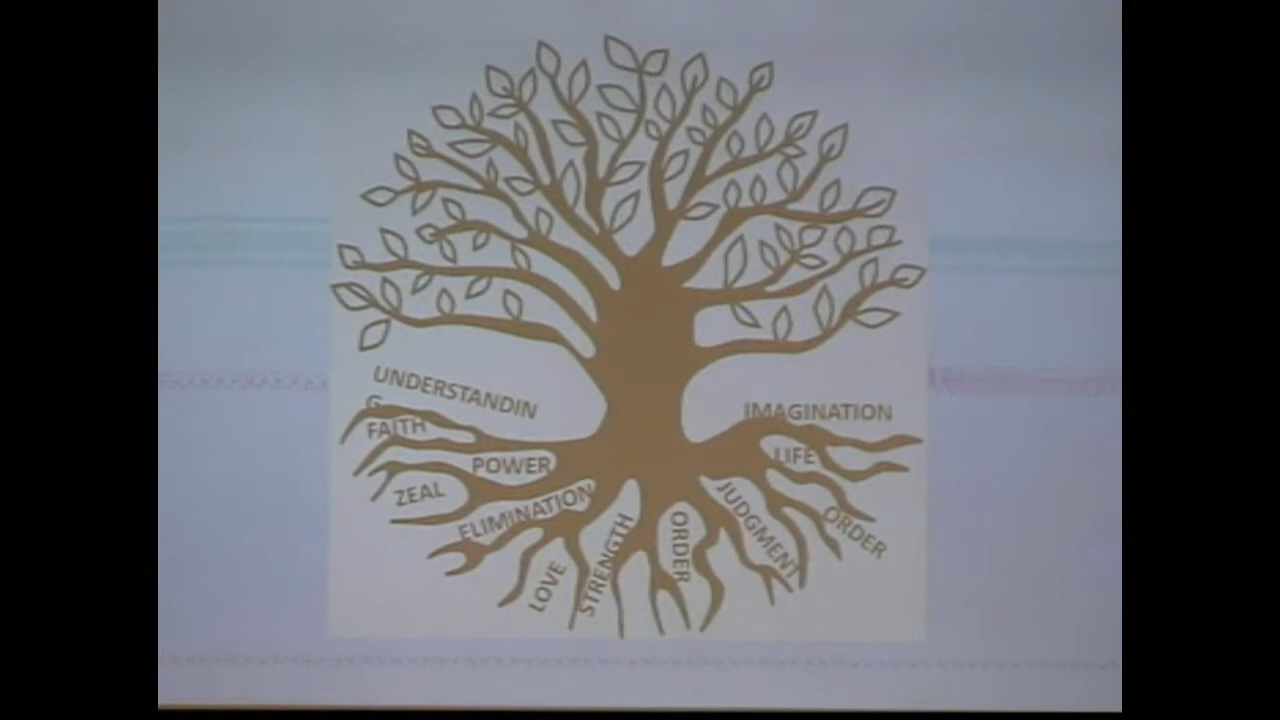 UNDERSTANDIN
G
FAITH
POWER
ZEAL
ELIMINATION
LOVE
STRENGTH
ORDER
JUDGMENT
ORDER
LIFE
IMAGINATION